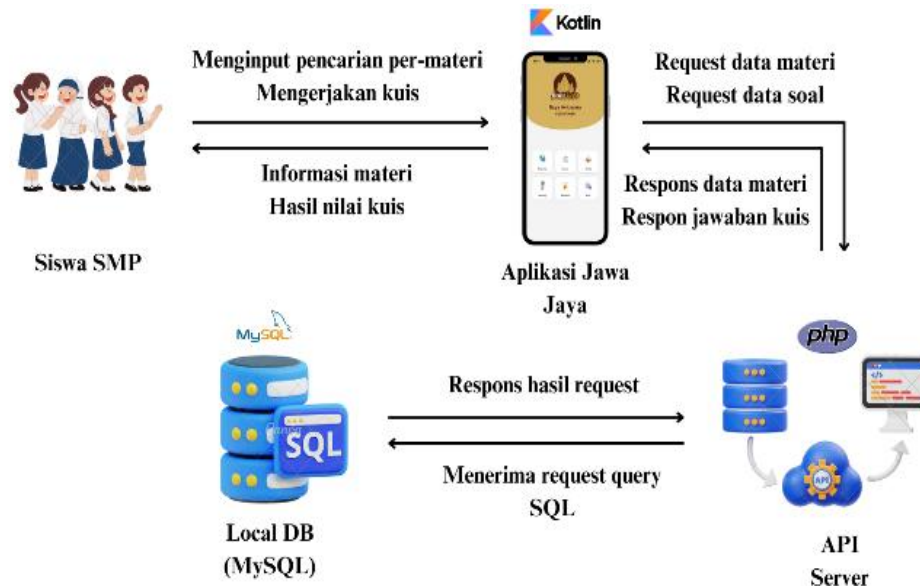 Kotlin
Menginput pencarian per-materi
Mengerjakan kuis
Informasi materi
Hasil nilai kuis
Siswa SMP
Request data materi
Request data soal
Respons data materi
Respon jawaban kuis
Aplikasi Jawa
Jaya
MySQL
SQL
Local DB
(MySQL)
Respons hasil request
Menerima request query
SQL
php
</>
API
API
Server